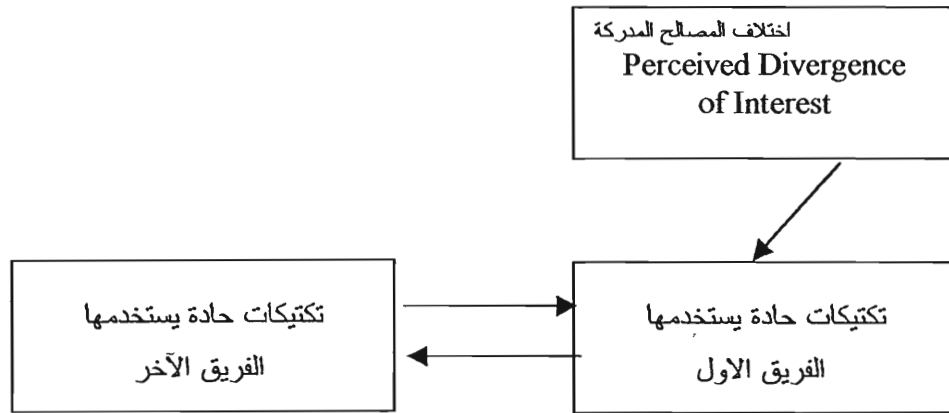 اختلاف المصالح المدركة
Perceived Divergence
of Interest
تكتيكات حادة يستخدمها
الفريق الاول
تكتيكات حادة يستخدمها
الفريق الآخر